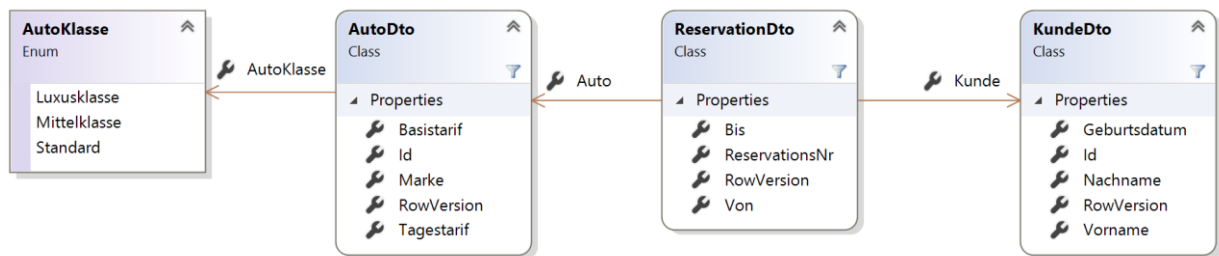 AutoKlasse
Enum
Luxusklasse
Mittelklasse
Standard
AutoKlasse
AutoDto
Class
Properties
Basistarif
Id
Marke
RowVersion
Tagestarif
Auto
ReservationDto
Class
Properties
Bis
ReservationsNr
RowVersion
Von
Kunde
KundeDto
Class
Properties
Geburtsdatum
Id
Nachname
RowVersion
Vorname